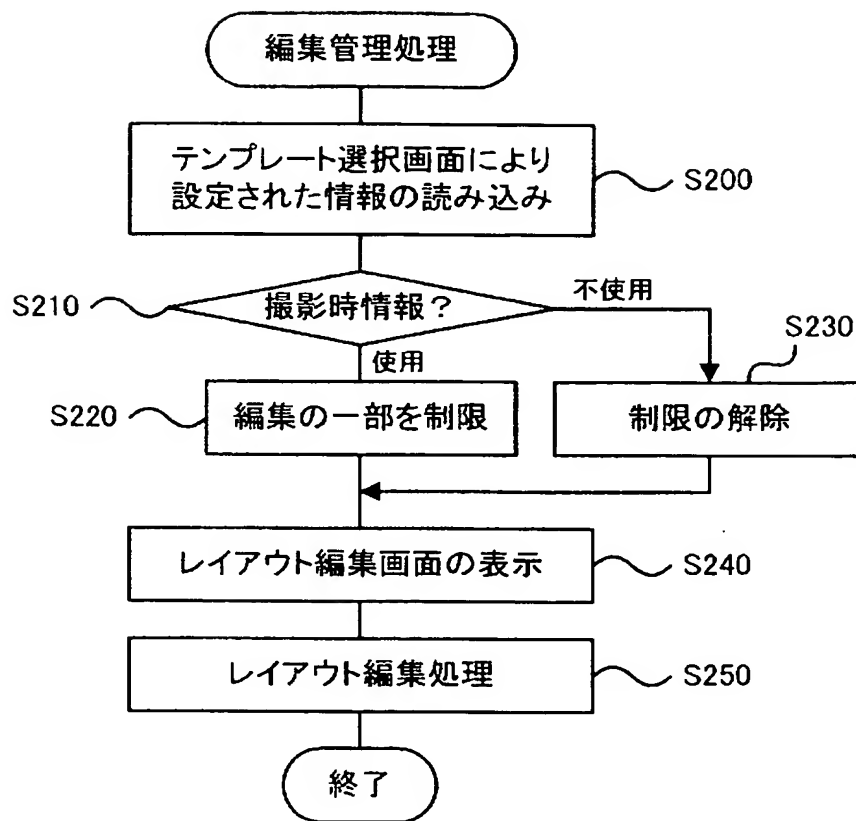 編集管理処理
テンプレート選択画面により
設定された情報の読み込み
S200
S210
撮影時情報?
不使用
使用
S230
S220
編集の一部を制限
制限の解除
レイアウト編集画面の表示
S240
レイアウト編集処理
S250
終了